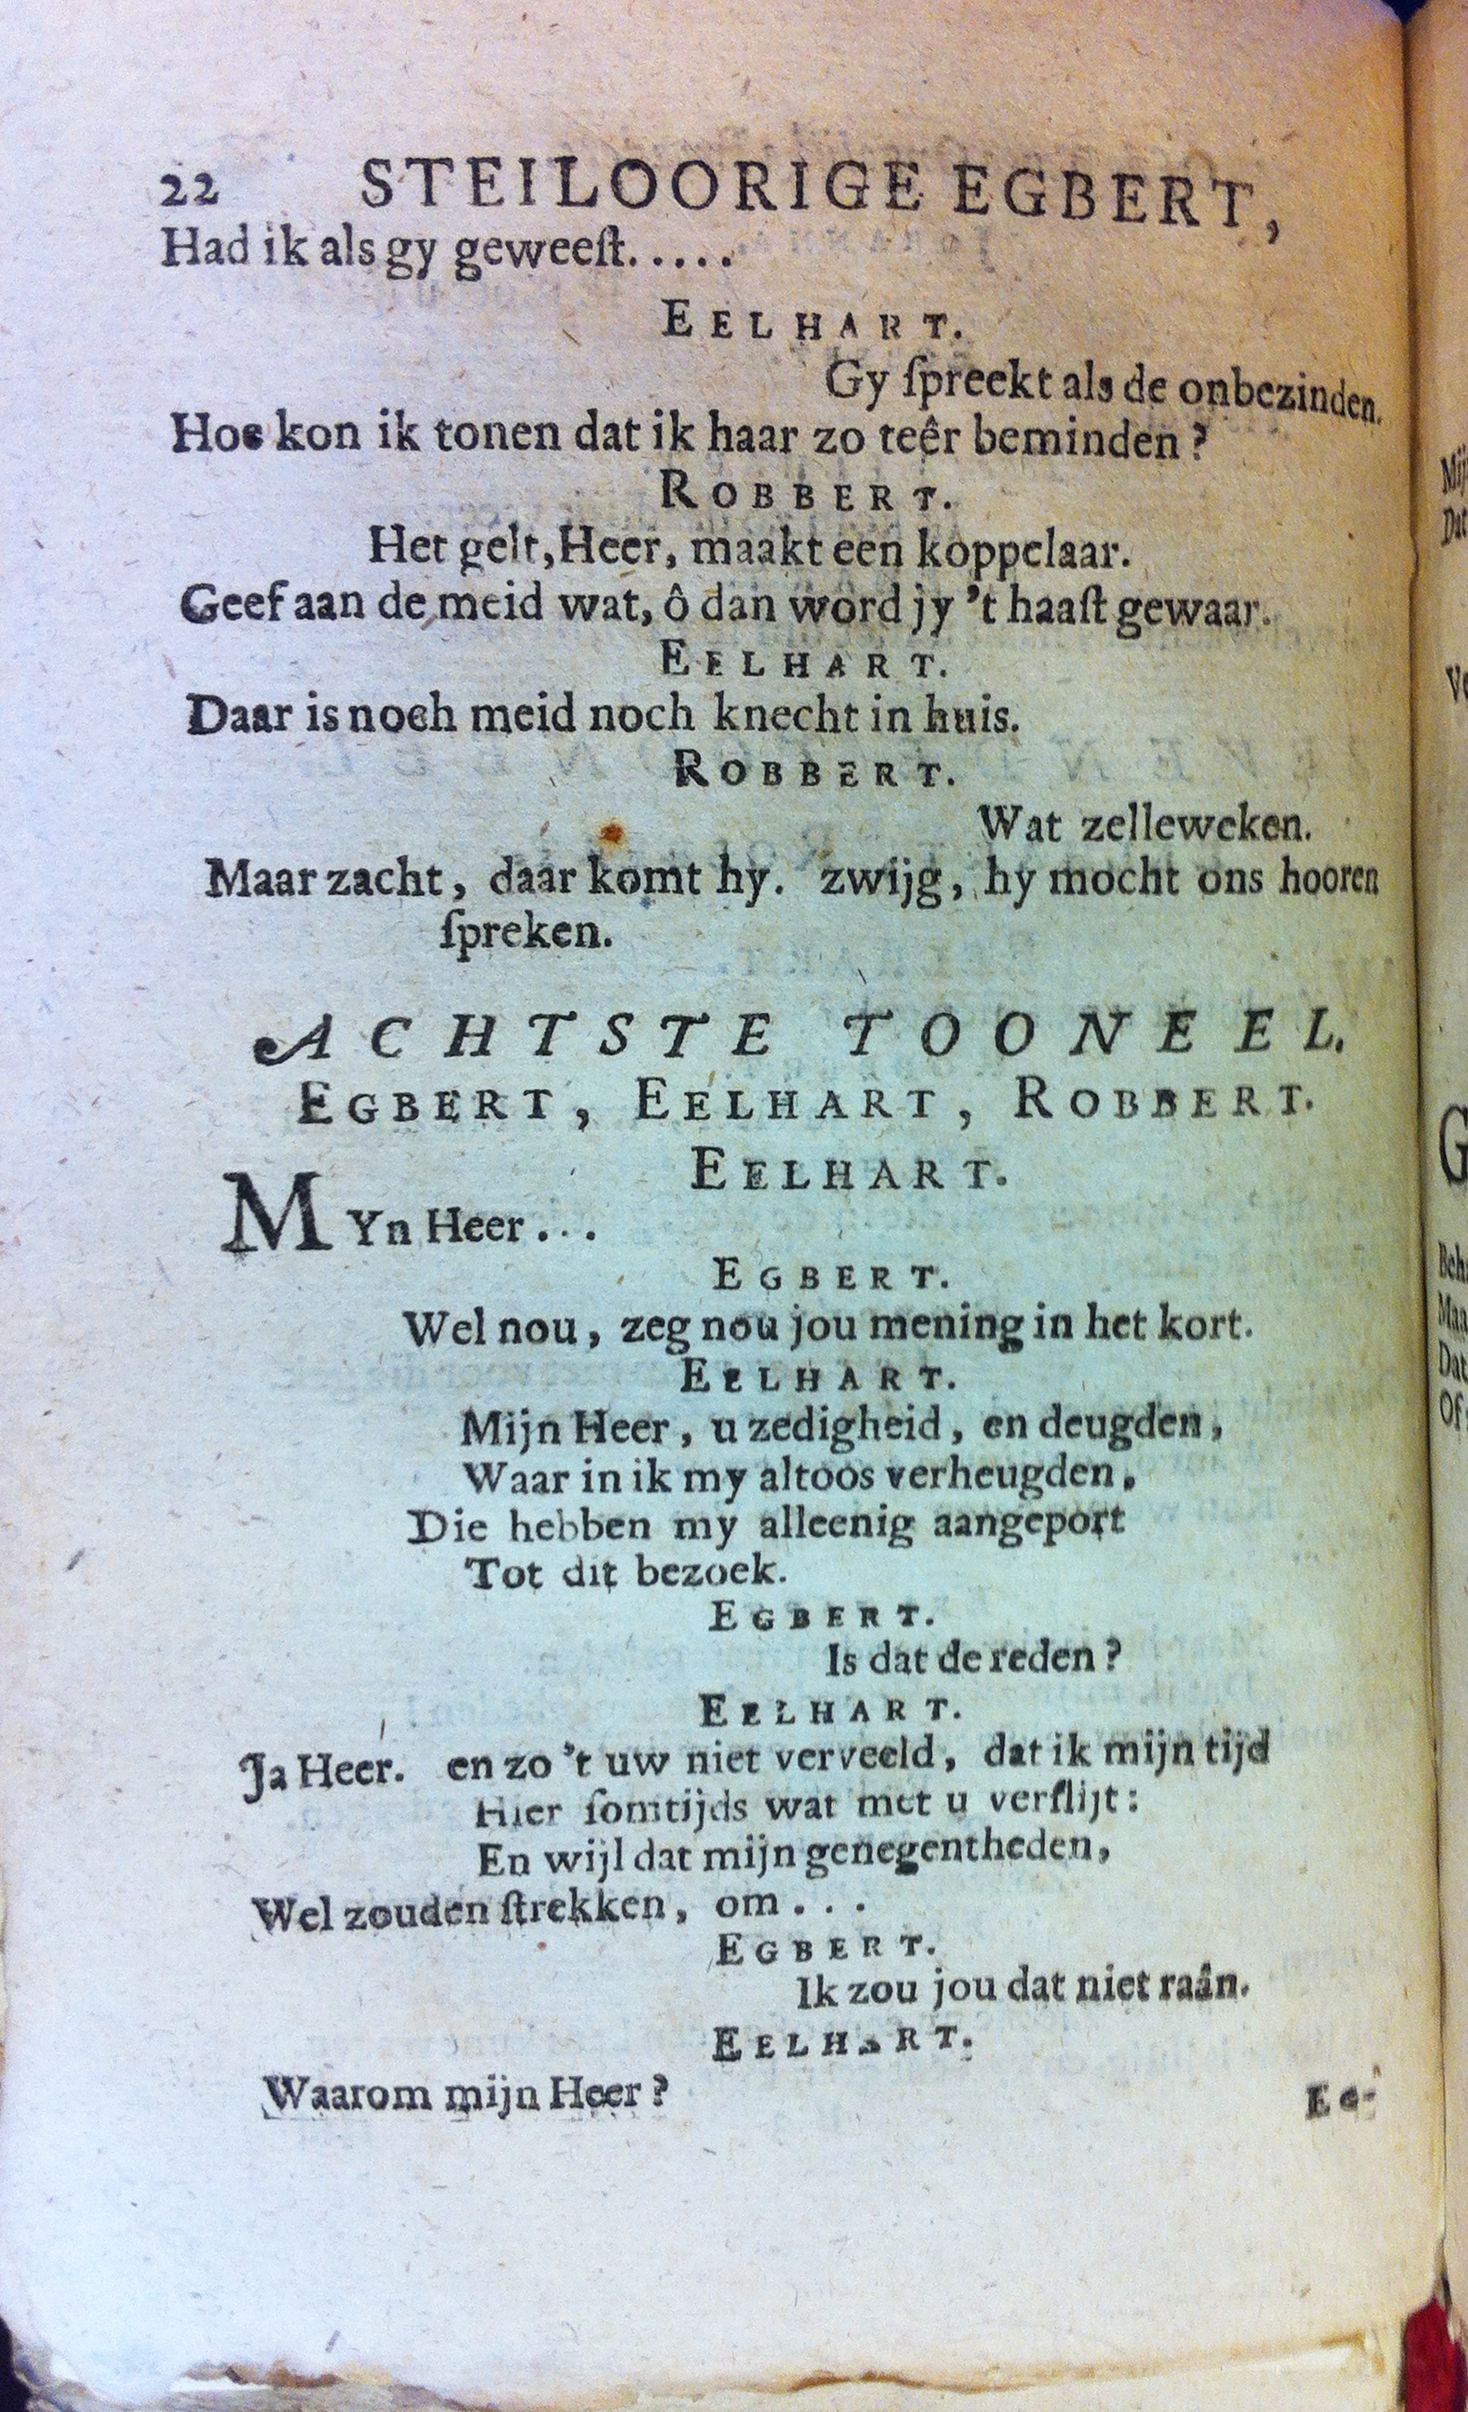 22 STEILOORIGE EGBERT,
Had ik als gy geweeſt.....
EELHART.
Gy ſpreekt als de onbezinden.
Hoe kon ik tonen dat ik haar zo teêr beminden?
ROBBERT.
Het gelt, Heer, maakt een koppelaar.
Geef aan de meid wat, ô dan word jy 't haaſt gewaar.
EELHART.
Daar is noch meid noch knecht in huis.
ROBBERT.
Wat zelleweken.
Maar zacht, daar komt hy. zwijg, hy mocht ons hooren
ſpreken.
ACHTSTE TOONEEL.
EGBERT, EELHART, ROBBERT.
EELHART.
MYn Heer...
EGBERT.
Wel nou, zeg nou jou mening in het kort.
EELHART.
Mijn Heer, u zedigheid, en deugden,
Waar in ik my altoos verheugden,
Die hebben my alleenig aangeport
Tot dit bezoek.
EGBERT.
Is dat de reden?
EELHART.
Ja Heer. en zo 't uw niet verveeld, dat ik mijn tijd
Hier ſomtijds wat met u verſlijt:
En wijl dat mijn genegentheden,
Wel zouden ſtrekken, om...
EGBERT.
Ik zou jou dat niet raân.
EELHART.
Waarom mijn Heer?
EG-
Mij
Dat
G
Maa
Dat
Of